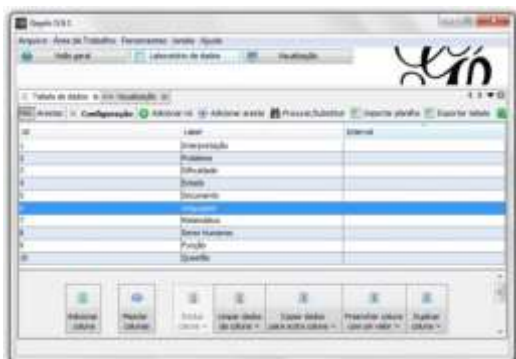 Gephi 0.9.1
Arquivo Área de Trabalho Ferramentas Janela Ajuda
Visão geral Laboratório de dados Visualização
Tabela de dados Visualização
Nós Arestas Configuração Adicionar nó Adicionar aresta Procurar/Substituir Importar planilha Exportar tabela
Id Label Interval
1 Interpretação
2 Problema
3 Dificuldade
4 Estado
5 Documento
6
7 Matemática
8 Seres Humanos
9 Função
10 Questão
Adicionar coluna
Mesclar colunas
Excluir coluna
Limpar dados da coluna
Copiar dados para outra coluna
Preencher coluna com um valor
Duplicar coluna